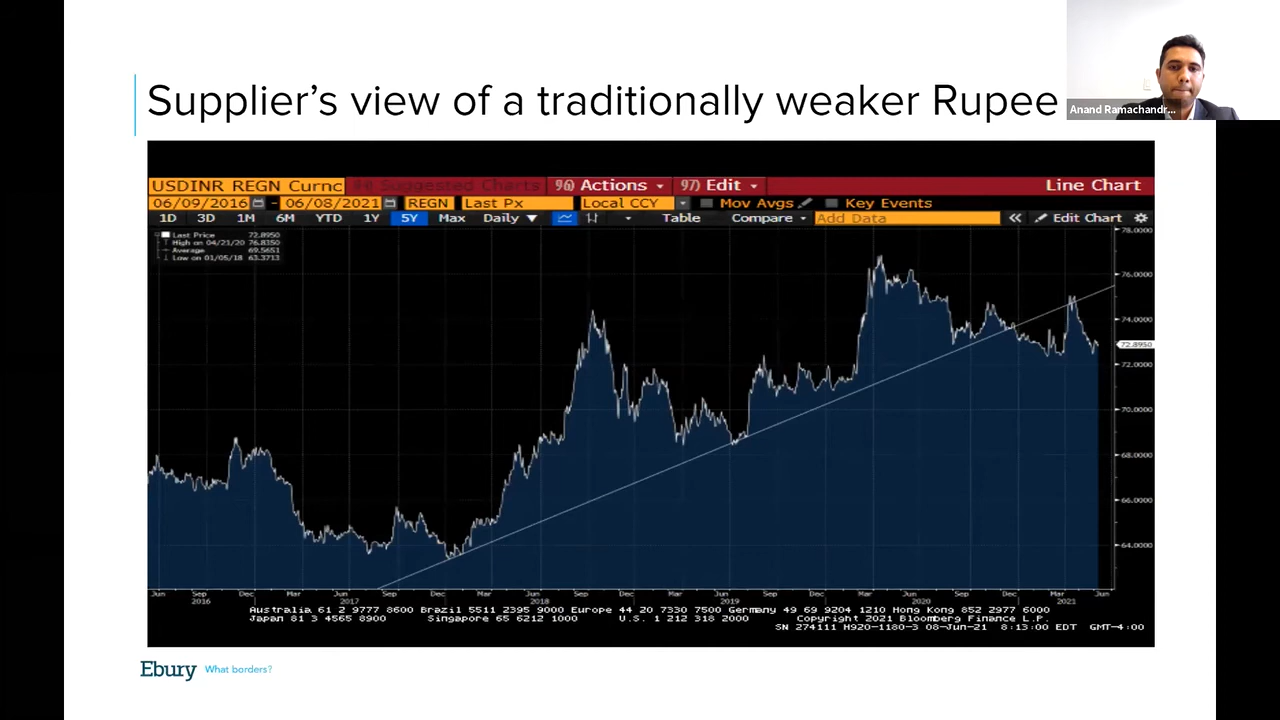 Supplier's view of a traditionally weaker Rupee
Anand Ramachandr...
USDINR REGN Curnc Suggested Charts 96) Actions 97) Edit Line Chart
06/09/2016 - 06/08/2021 REGN Last Px Local CCY Mov Avgs Key Events
1D 3D 1M 6M YTD 1Y 5Y Max Daily Table Compare Add Data « Edit Chart
Last Price 72.8950
High on 04/21/20 76.8350
Average 69.5651
Low on 01/05/18 63.3713
78.0000
76.0000
74.0000
72.8950
72.0000
70.0000
68.0000
66.0000
64.0000
Jun Sep Dec Mar Jun Sep Dec Mar Jun Sep Dec Mar Jun Sep Dec Mar Jun Sep Dec Mar Jun
2016 2017 2018 2019 2020 2021
Australia 61 2 9777 8600 Brazil 5511 2395 9000 Europe 44 20 7330 7500 Germany 49 69 9204 1210 Hong Kong 852 2977 6000
Japan 81 3 4565 8900 Singapore 65 6212 1000 U.S. 1 212 318 2000 Copyright 2021 Bloomberg Finance L.P.
SN 274111 H920-1180-3 08-Jun-21 8:13:00 EDT GMT-4:00
Ebury What borders?